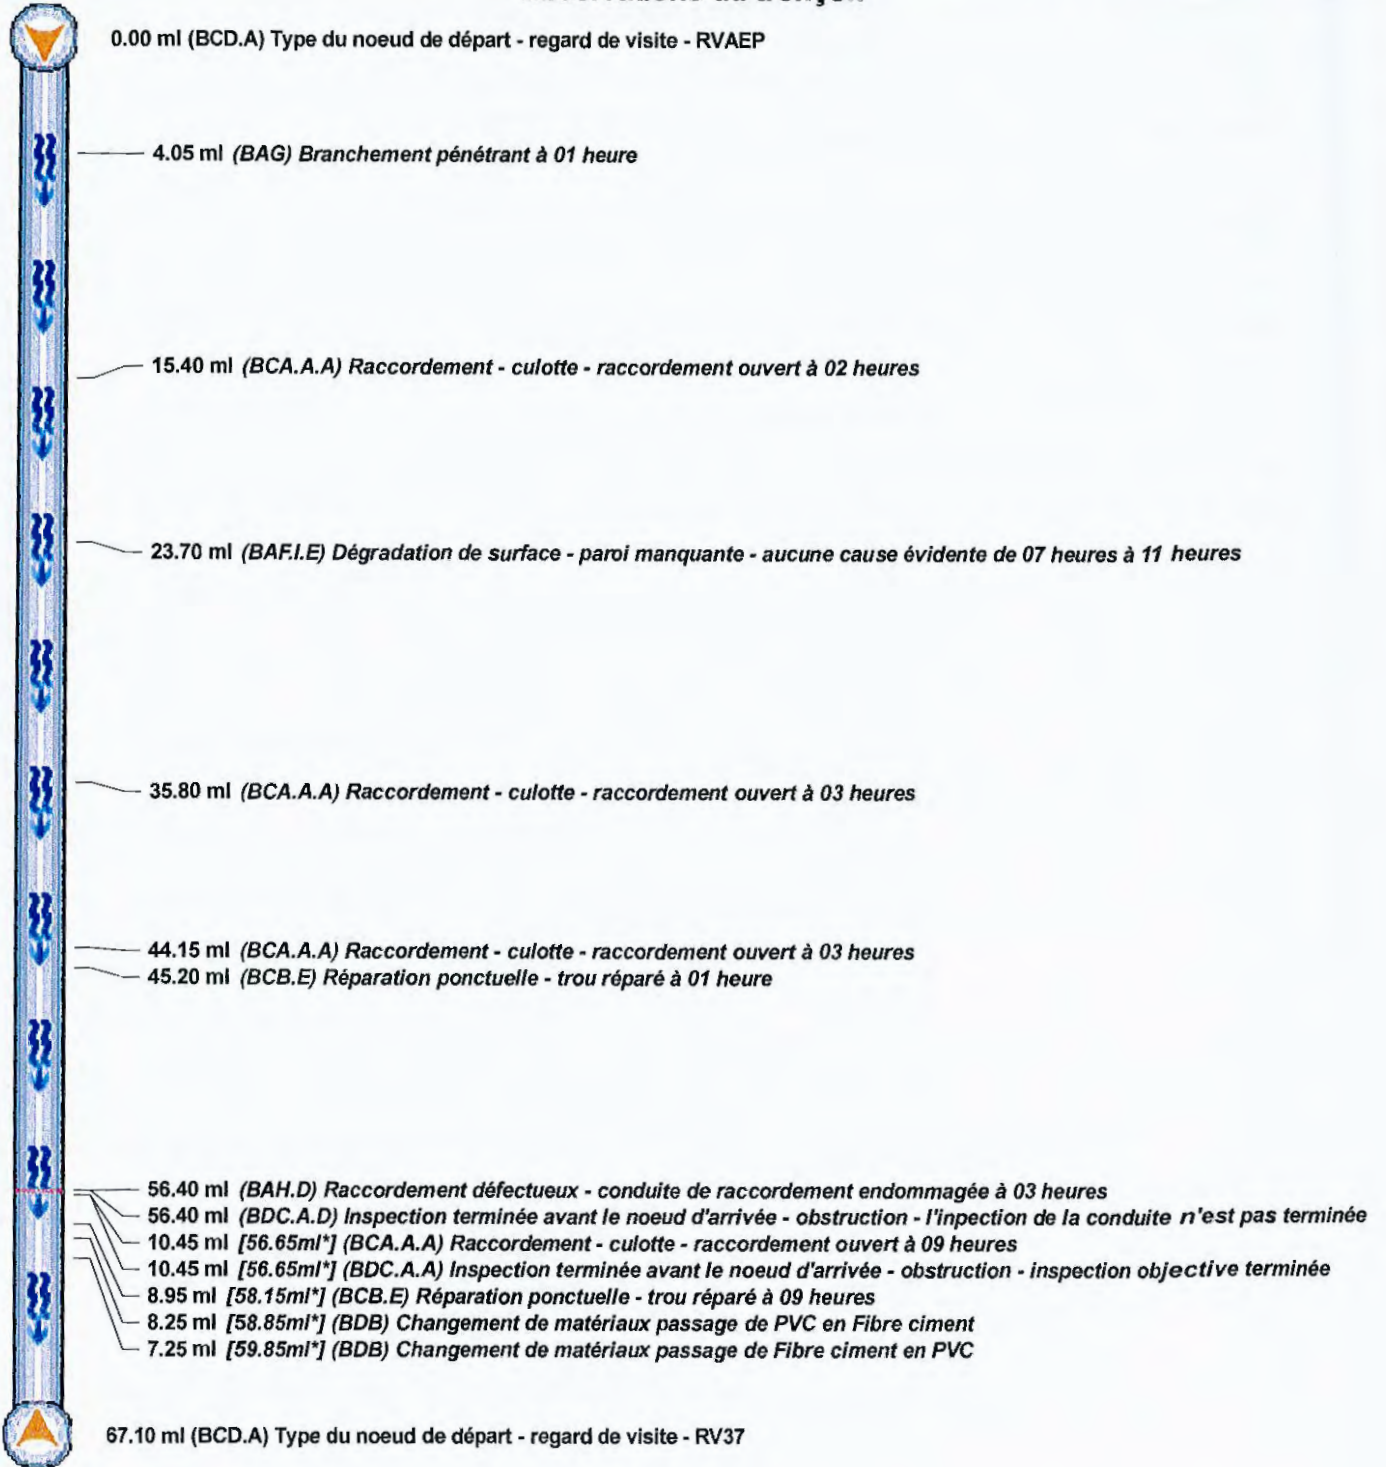 0.00 ml (BCD.A) Type du noeud de départ - regard de visite - RVAEP
4.05 ml (BAG) Branchement pénétrant à 01 heure
15.40 ml (BCA.A.A) Raccordement - culotte - raccordement ouvert à 02 heures
23.70 ml (BAF.I.E) Dégradation de surface - paroi manquante - aucune cause évidente de 07 heures à 11 heures
35.80 ml (BCA.A.A) Raccordement - culotte - raccordement ouvert à 03 heures
44.15 ml (BCA.A.A) Raccordement - culotte - raccordement ouvert à 03 heures
45.20 ml (BCB.E) Réparation ponctuelle - trou réparé à 01 heure
56.40 ml (BAH.D) Raccordement défectueux - conduite de raccordement endommagée à 03 heures
56.40 ml (BDC.A.D) Inspection terminée avant le noeud d'arrivée - obstruction - l'inpection de la conduite n'est pas terminée
10.45 ml [56.65ml*] (BCA.A.A) Raccordement - culotte - raccordement ouvert à 09 heures
10.45 ml [56.65ml*] (BDC.A.A) Inspection terminée avant le noeud d'arrivée - obstruction - inspection objective terminée
8.95 ml [58.15ml*] (BCB.E) Réparation ponctuelle - trou réparé à 09 heures
8.25 ml [58.85ml*] (BDB) Changement de matériaux passage de PVC en Fibre ciment
7.25 ml [59.85ml*] (BDB) Changement de matériaux passage de Fibre ciment en PVC
67.10 ml (BCD.A) Type du noeud de départ - regard de visite - RV37